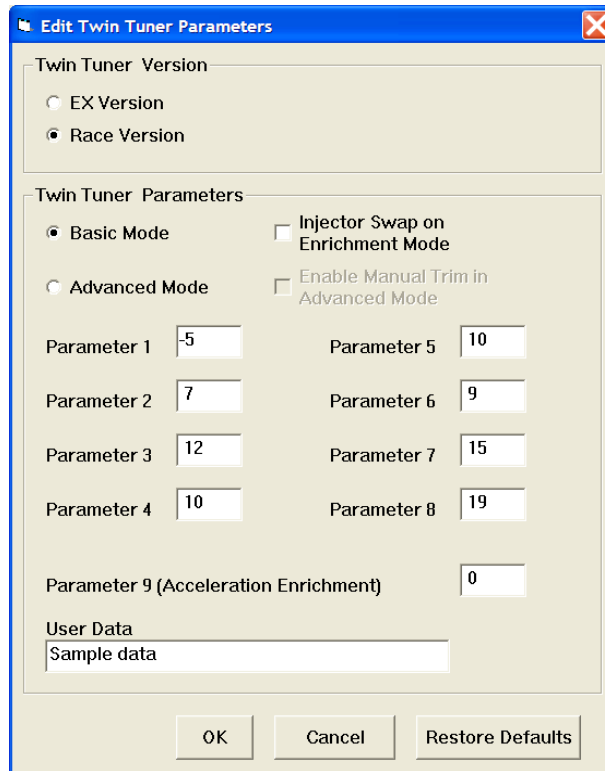 Edit Twin Tuner Parameters
Twin Tuner Version
EX Version
Race Version
Twin Tuner Parameters
Basic Mode
Injector Swap on
Enrichment Mode
Advanced Mode
Enable Manual Trim in
Advanced Mode
Parameter 1 -5 Parameter 5 10
Parameter 2 7 Parameter 6 9
Parameter 3 12 Parameter 7 15
Parameter 4 10 Parameter 8 19
Parameter 9 (Acceleration Enrichment) 0
User Data
Sample data
OK Cancel Restore Defaults